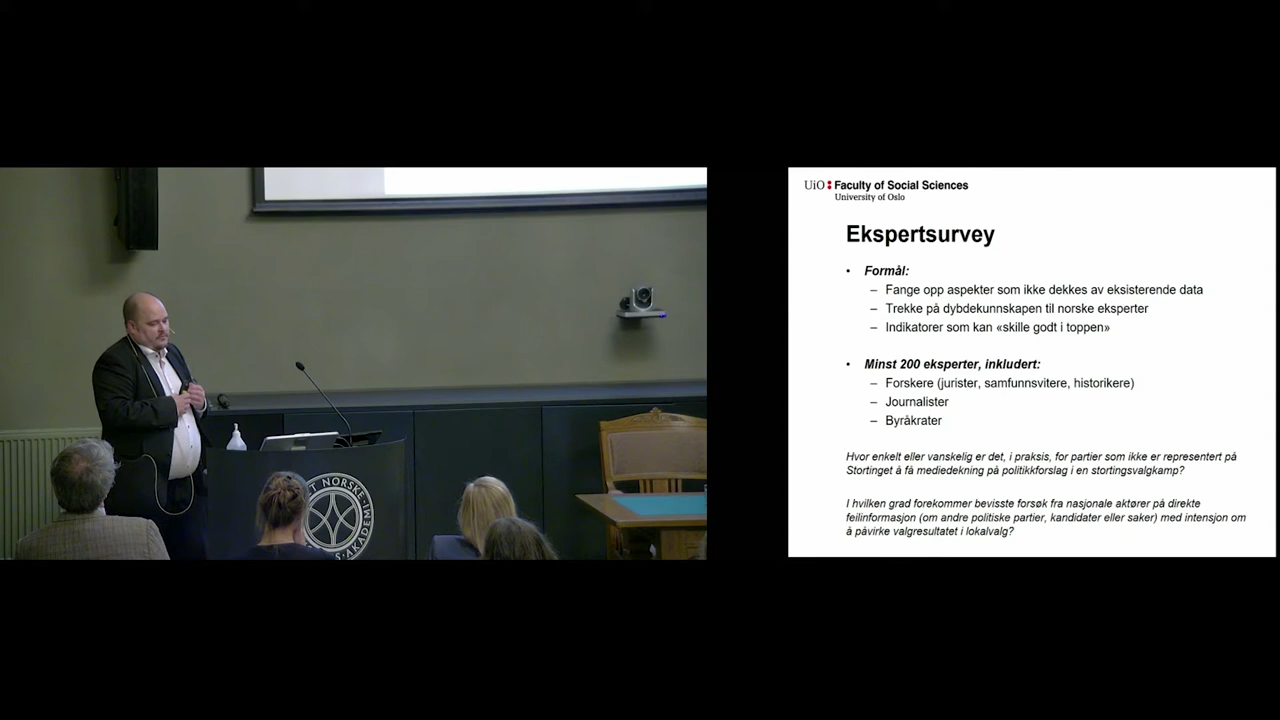 UiO Faculty of Social Sciences
University of Oslo
Ekspertsurvey
• Formål:
– Fange opp aspekter som ikke dekkes av eksisterende data
– Trekke på dybdekunnskapen til norske eksperter
– Indikatorer som kan «skille godt i toppen»
• Minst 200 eksperter, inkludert:
– Forskere (jurister, samfunnsvitere, historikere)
– Journalister
– Byråkrater
Hvor enkelt eller vanskelig er det, i praksis, for partier som ikke er representert på
Stortinget å få mediedekning på politikkforslag i en stortingsvalgkamp?
I hvilken grad forekommer bevisste forsøk fra nasjonale aktører på direkte
feilinformasjon (om andre politiske partier, kandidater eller saker) med intensjon om
å påvirke valgresultatet i lokalvalg?
NORSKE